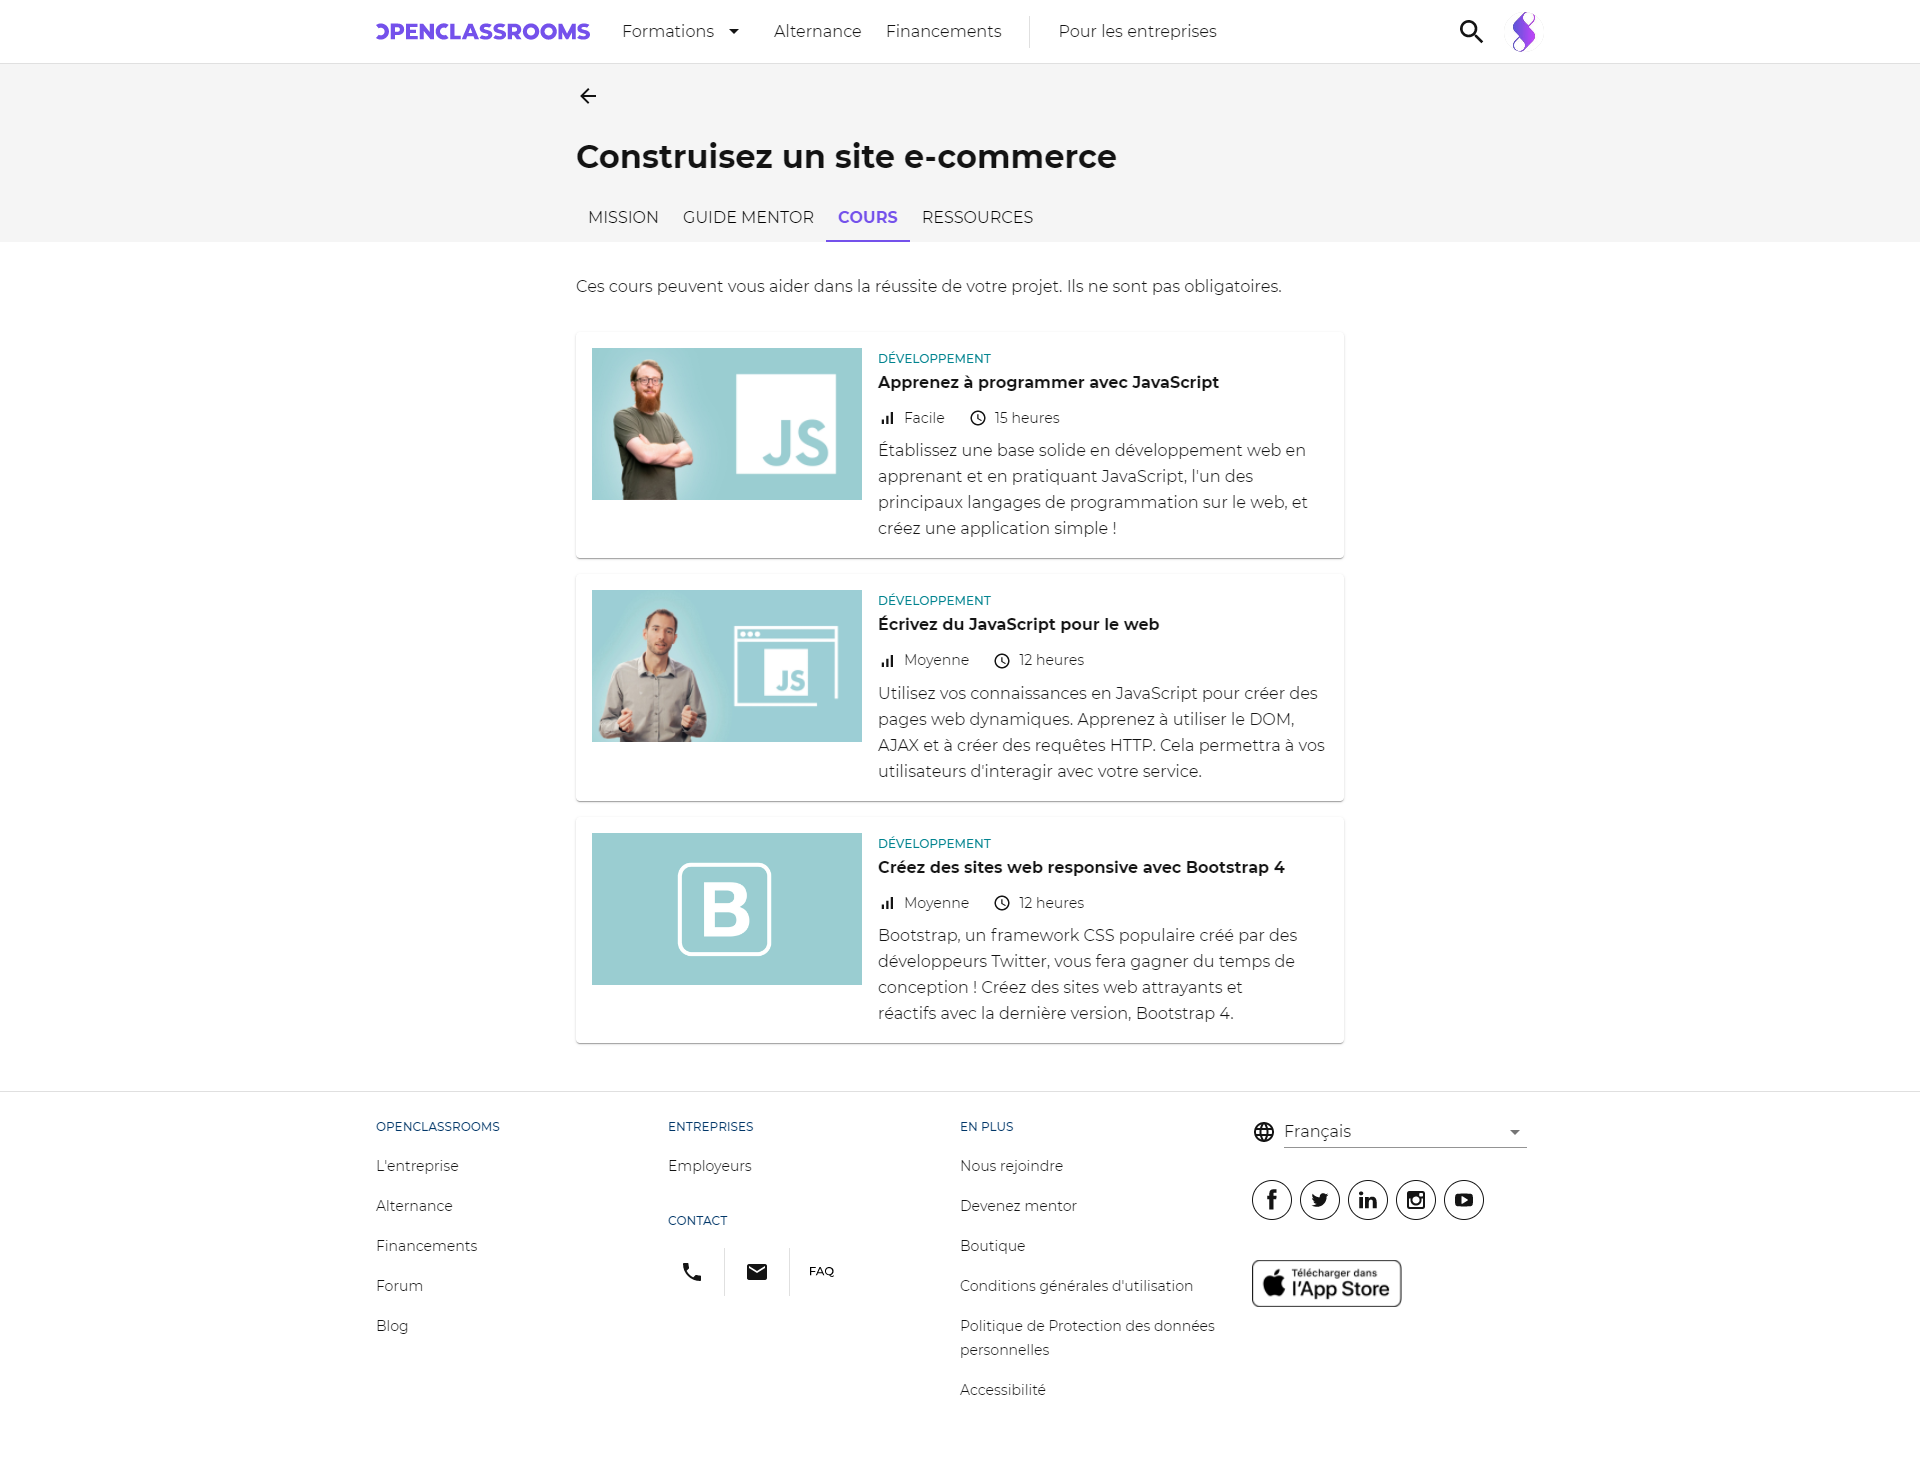 OPENCLASSROOMS
Formations
Alternance
Financements
Pour les entreprises
Construisez un site e-commerce
MISSION
GUIDE MENTOR
COURS
RESSOURCES
Ces cours peuvent vous aider dans la réussite de votre projet. Ils ne sont pas obligatoires.
JS
DÉVELOPPEMENT
Apprenez à programmer avec JavaScript
Facile
15 heures
Établissez une base solide en développement web en
apprenant et en pratiquant JavaScript, l'un des
principaux langages de programmation sur le web, et
créez une application simple !
JS
DÉVELOPPEMENT
Écrivez du JavaScript pour le web
Moyenne
12 heures
Utilisez vos connaissances en JavaScript pour créer des
pages web dynamiques. Apprenez à utiliser le DOM,
AJAX et à créer des requêtes HTTP. Cela permettra à vos
utilisateurs d'interagir avec votre service.
B
DÉVELOPPEMENT
Créez des sites web responsive avec Bootstrap 4
Moyenne
12 heures
Bootstrap, un framework CSS populaire créé par des
développeurs Twitter, vous fera gagner du temps de
conception ! Créez des sites web attrayants et
réactifs avec la dernière version, Bootstrap 4.
OPENCLASSROOMS
L'entreprise
Alternance
Financements
Forum
Blog
ENTREPRISES
Employeurs
CONTACT
FAQ
EN PLUS
Nous rejoindre
Devenez mentor
Boutique
Conditions générales d'utilisation
Politique de Protection des données
personnelles
Accessibilité
Français
Télécharger dans
l'App Store